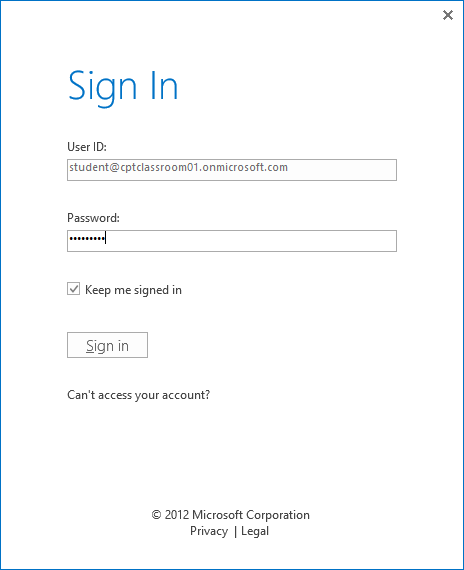 Sign In
User ID:
student@cptclassroom01.onmicrosoft.com
Password:
•••••••••
Keep me signed in
Sign in
Can't access your account?
© 2012 Microsoft Corporation
Privacy | Legal